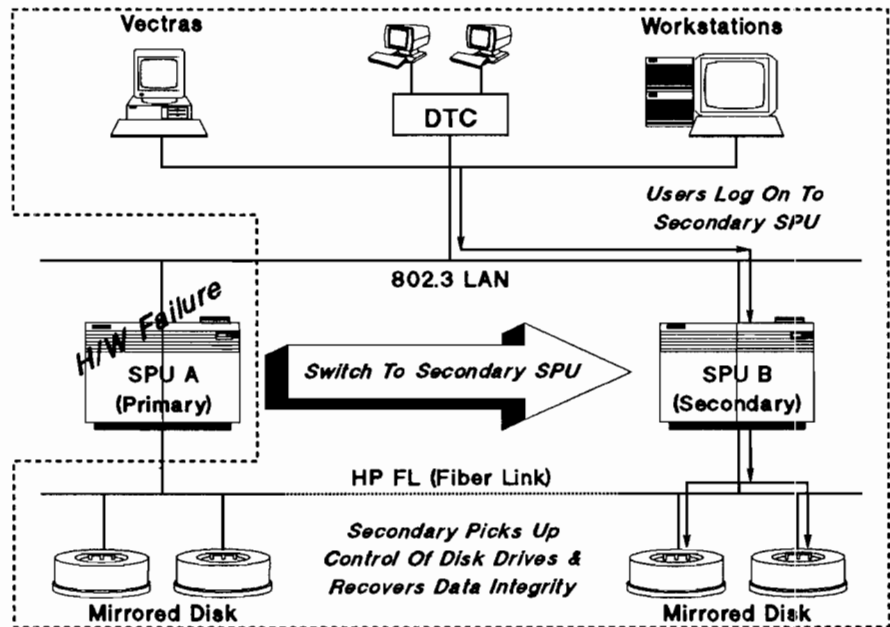 Vectras
Workstations
DTC
Users Log On To
Secondary SPU
802.3 LAN
H/W Failure
SPU A
(Primary)
Switch To Secondary SPU
SPU B
(Secondary)
HP FL (Fiber Link)
Secondary Picks Up
Control Of Disk Drives &
Recovers Data Integrity
Mirrored Disk
Mirrored Disk